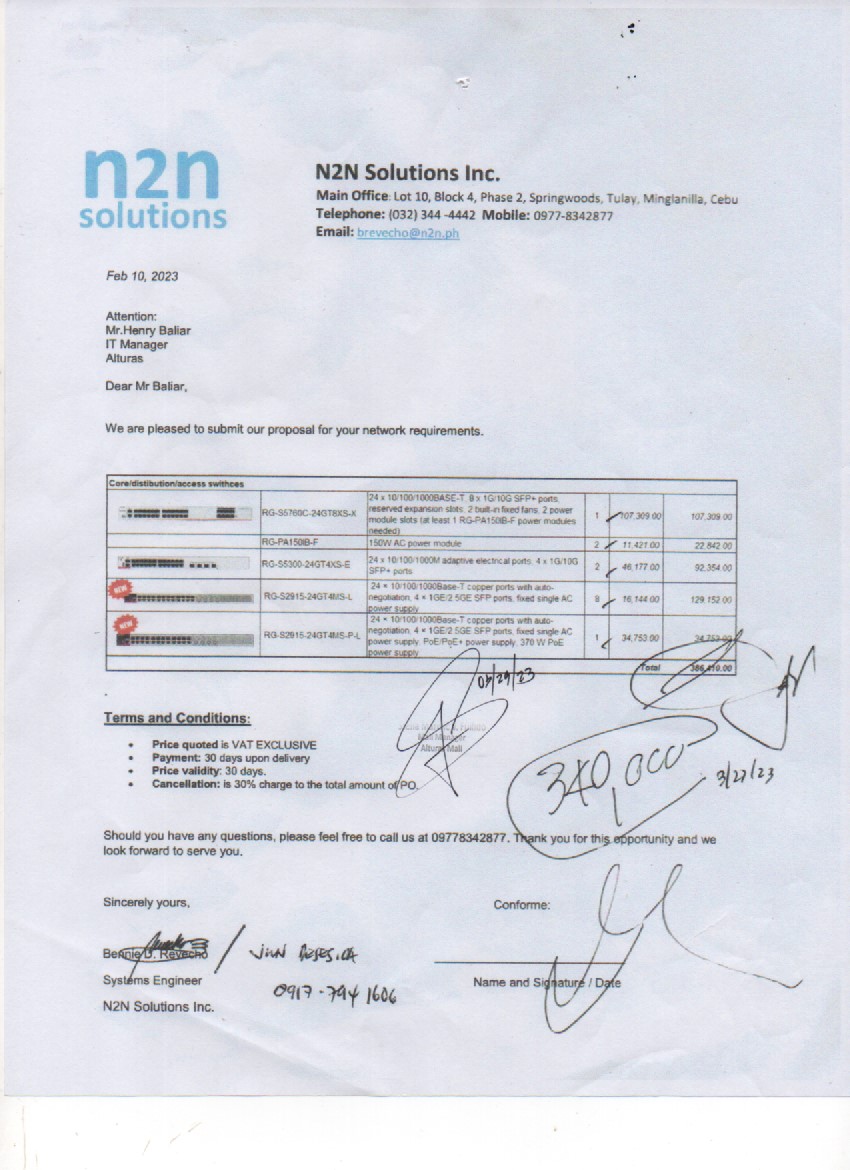 n2n
solutions
N2N Solutions Inc.
Main Office: Lot 10, Block 4, Phase 2, Springwoods, Tulay, Minglanilla, Cebu
Telephone: (032) 344 -4442 Mobile: 0977-8342877
Email: brevecho@n2n.ph
Feb 10, 2023
Attention:
Mr.Henry Baliar
IT Manager
Alturas
Dear Mr Baliar,
We are pleased to submit our proposal for your network requirements.
Core/distibution/access swithces
RG-S5760C-24GT8XS-X 24 x 10/100/1000BASE-T, 8 x 1G/10G SFP+ ports, 1 107,309.00 107,309.00
reserved expansion slots, 2 built-in fixed fans, 2 power
module slots (at least 1 RG-PA150IB-F power modules
needed)
RG-PA150IB-F 150W AC power module 2 11,421.00 22,842.00
RG-S5300-24GT4XS-E 24 x 10/100/1000M adaptive electrical ports, 4 x 1G/10G 2 46,177.00 92,354.00
SFP+ ports
NEW
RG-S2915-24GT4MS-L 24 × 10/100/1000Base-T copper ports with auto- 8 16,144.00 129,152.00
negotiation, 4 × 1GE/2.5GE SFP ports, fixed single AC
power supply
NEW
RG-S2915-24GT4MS-P-L 24 × 10/100/1000Base-T copper ports with auto- 1 34,753.00 34,753.00
negotiation, 4 × 1GE/2.5GE SFP ports, fixed single AC
power supply, PoE/PoE+ power supply, 370 W PoE
power supply
Total 386,410.00
Terms and Conditions:
• Price quoted is VAT EXCLUSIVE
• Payment: 30 days upon delivery
• Price validity: 30 days.
• Cancellation: is 30% charge to the total amount of PO.
Mall Manager
Alturas Mall
340,000
3/27/23
Should you have any questions, please feel free to call us at 09778342877. Thank you for this opportunity and we
look forward to serve you.
Sincerely yours,
Conforme:
Bennie D. Revecho
Systems Engineer
N2N Solutions Inc.
0917-794 1606
Name and Signature / Date